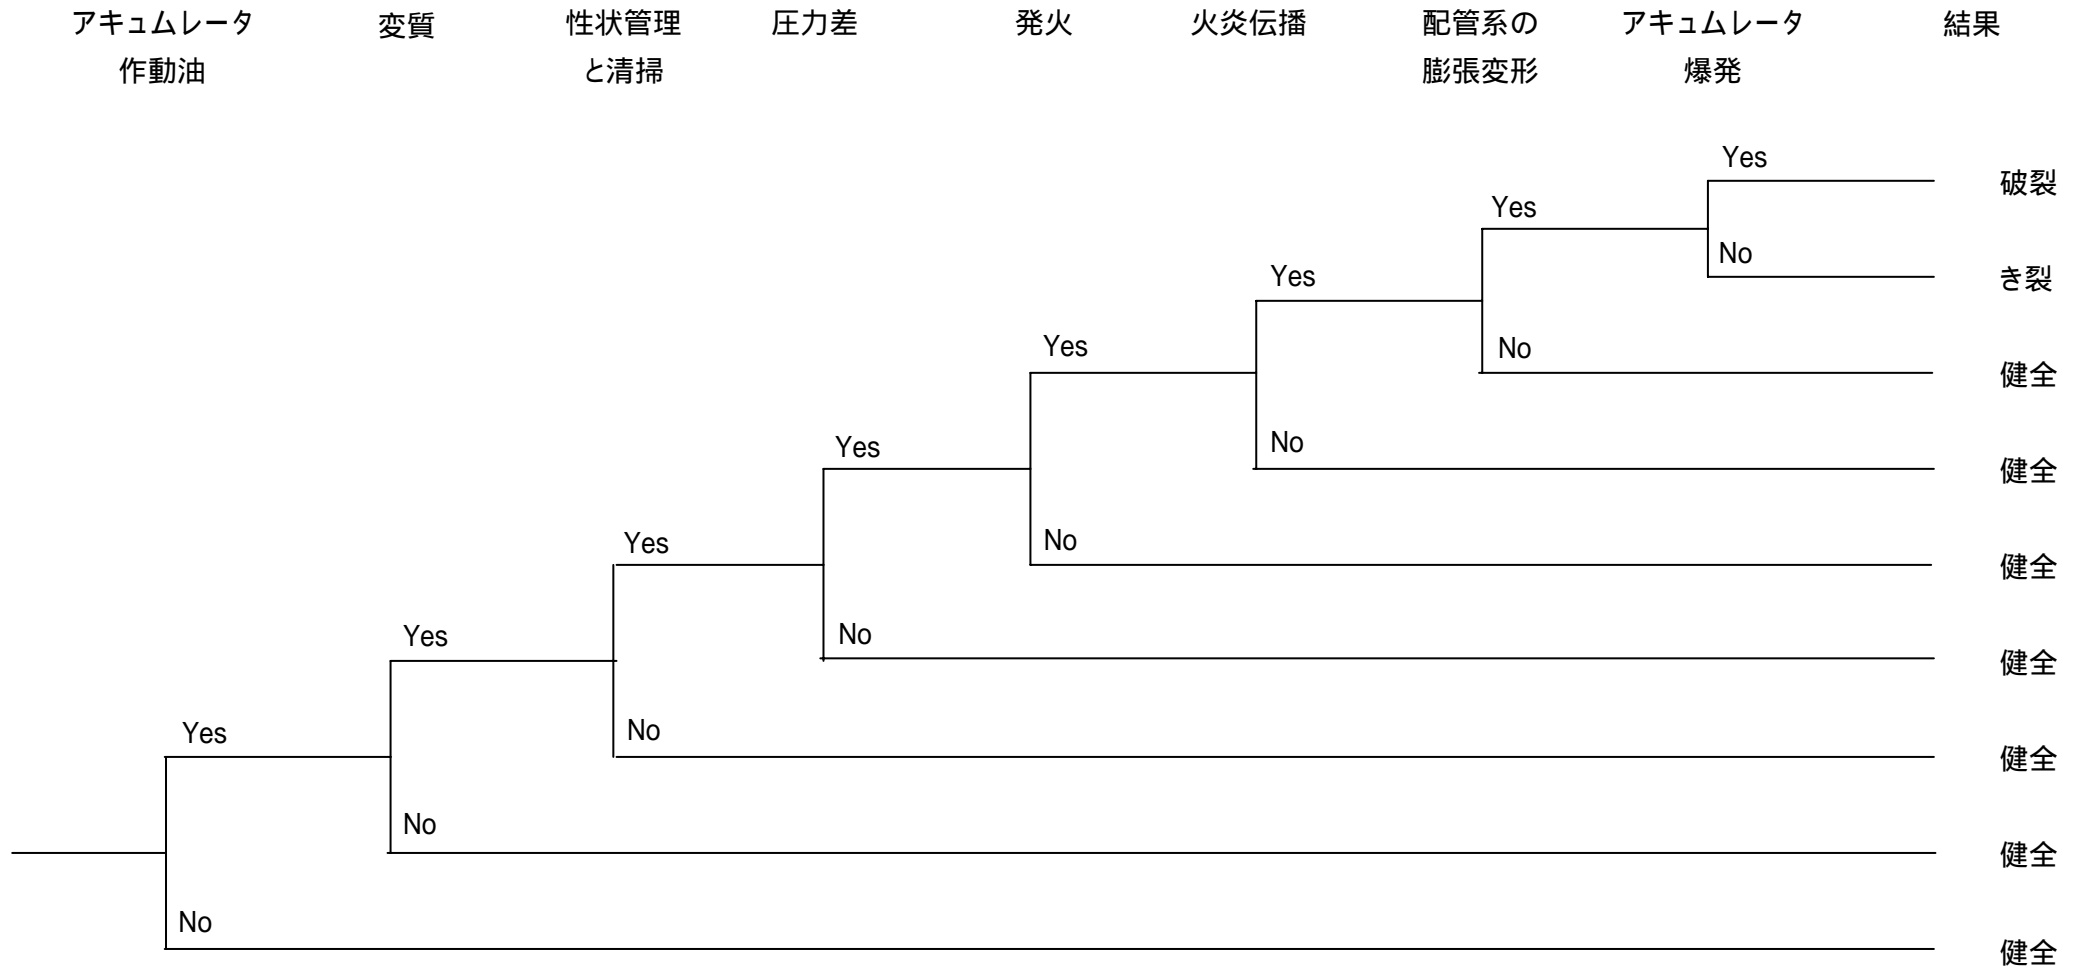 アキュムレータ 変質 性状管理 圧力差 発火 火炎伝播 配管系の アキュムレータ 結果
作動油 と清掃 膨張変形 爆発
Yes
破裂
Yes
No
き裂
Yes
Yes
No
健全
Yes
No
健全
Yes
No
健全
Yes
No
健全
Yes
No
健全
No
健全
No
健全